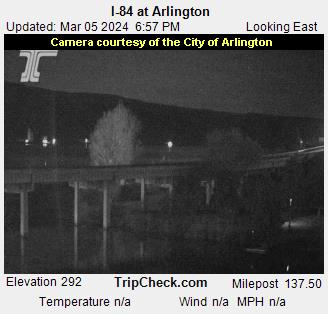 I-84 at Arlington
Updated: Mar 05 2024 6:57 PM Looking East
Camera courtesy of the City of Arlington
Elevation 292 TripCheck.com Milepost 137.50
Temperature n/a Wind n/a MPH n/a